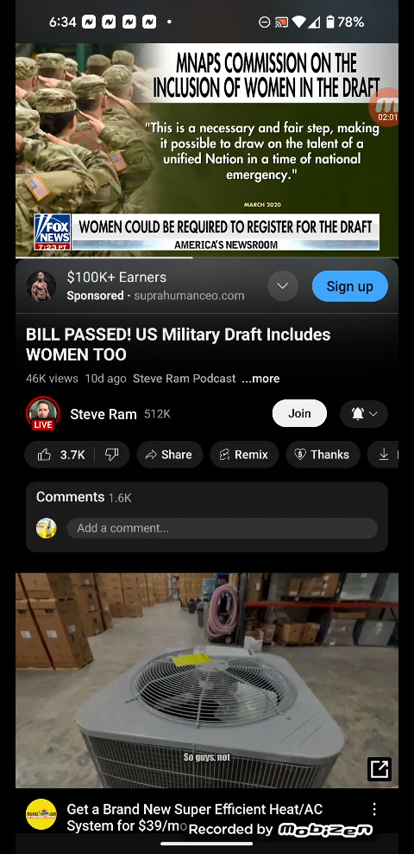 6:34
78%
MNAPS COMMISSION ON THE
INCLUSION OF WOMEN IN THE DRAFT
02:01
"This is a necessary and fair step, making
it possible to draw on the talent of a
unified Nation in a time of national
emergency."
MARCH 2020
FOX
NEWS
7:23 PT
WOMEN COULD BE REQUIRED TO REGISTER FOR THE DRAFT
AMERICA'S NEWSROOM
$100K+ Earners
Sponsored · suprahumanceo.com
Sign up
BILL PASSED! US Military Draft Includes
WOMEN TOO
46K views 10d ago Steve Ram Podcast ...more
LIVE
Steve Ram 512K
Join
3.7K
Share
Remix
Thanks
Comments 1.6K
Add a comment...
So guys, not
Get a Brand New Super Efficient Heat/AC
System for $39/mo
Recorded by mobizen